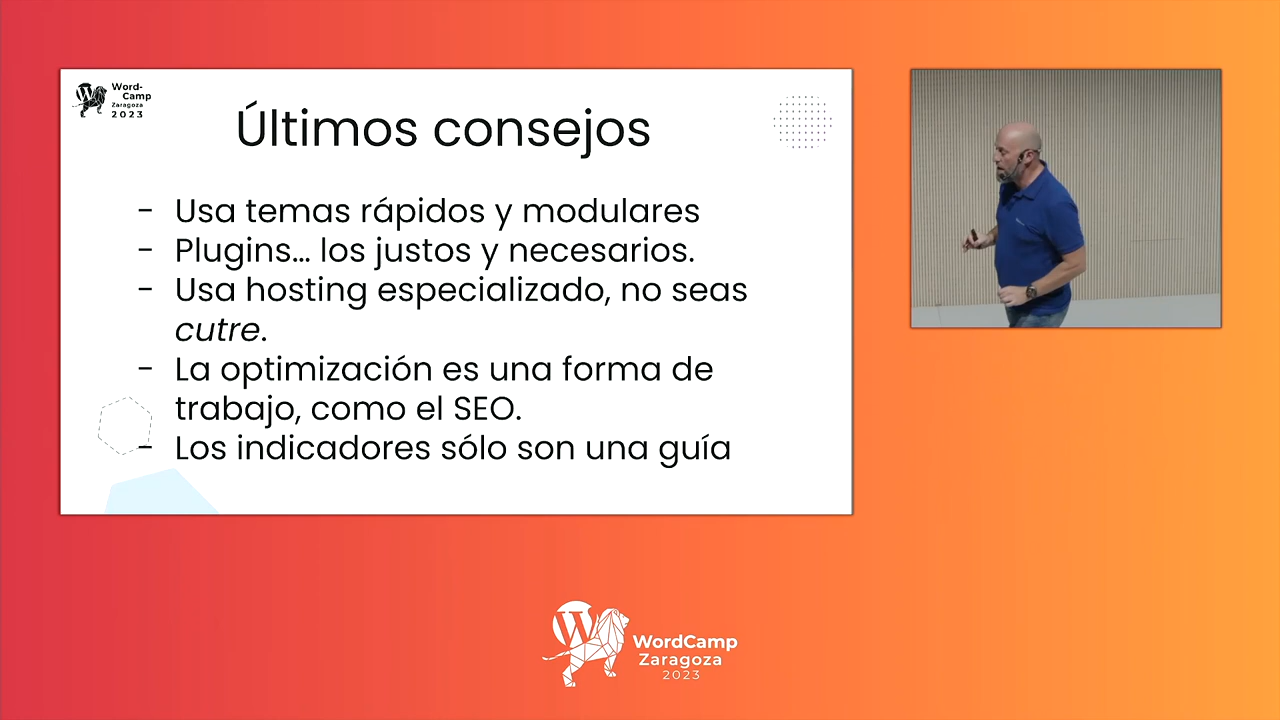 Word-
Camp
Zaragoza
2023
Últimos consejos
- Usa temas rápidos y modulares
- Plugins... los justos y necesarios.
- Usa hosting especializado, no seas
cutre.
- La optimización es una forma de
trabajo, como el SEO.
- Los indicadores sólo son una guía
WordCamp
Zaragoza
2023